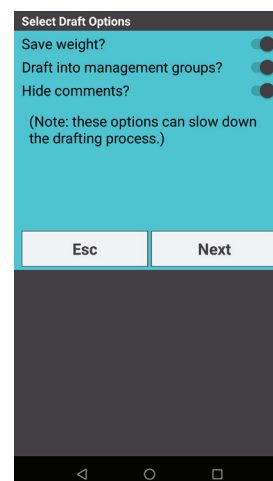 Select Draft Options
Save weight?
Draft into management groups?
Hide comments?
(Note: these options can slow down
the drafting process.)
Esc
Next